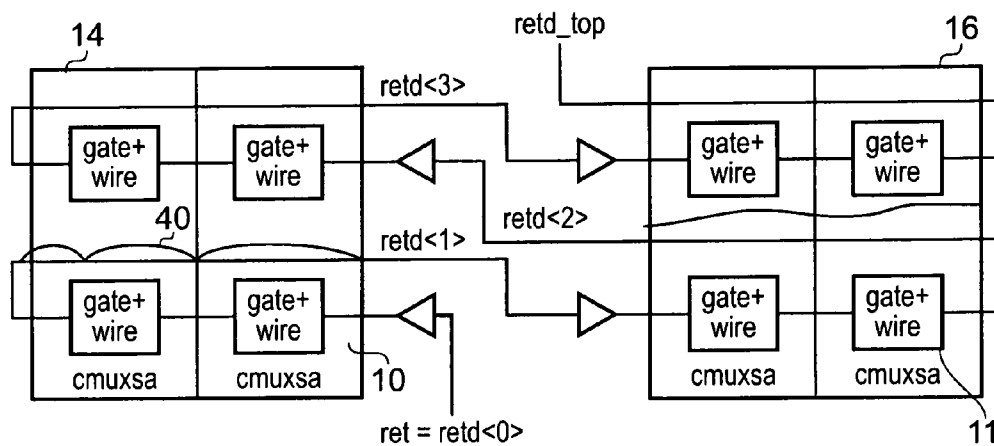 retd_top
14
16
retd<3>
gate+
wire
gate+
wire
gate+
wire
gate+
wire
retd<2>
40
retd<1>
gate+
wire
gate+
wire
gate+
wire
gate+
wire
cmuxsa
cmuxsa
10
cmuxsa
cmuxsa
11
ret = retd<0>